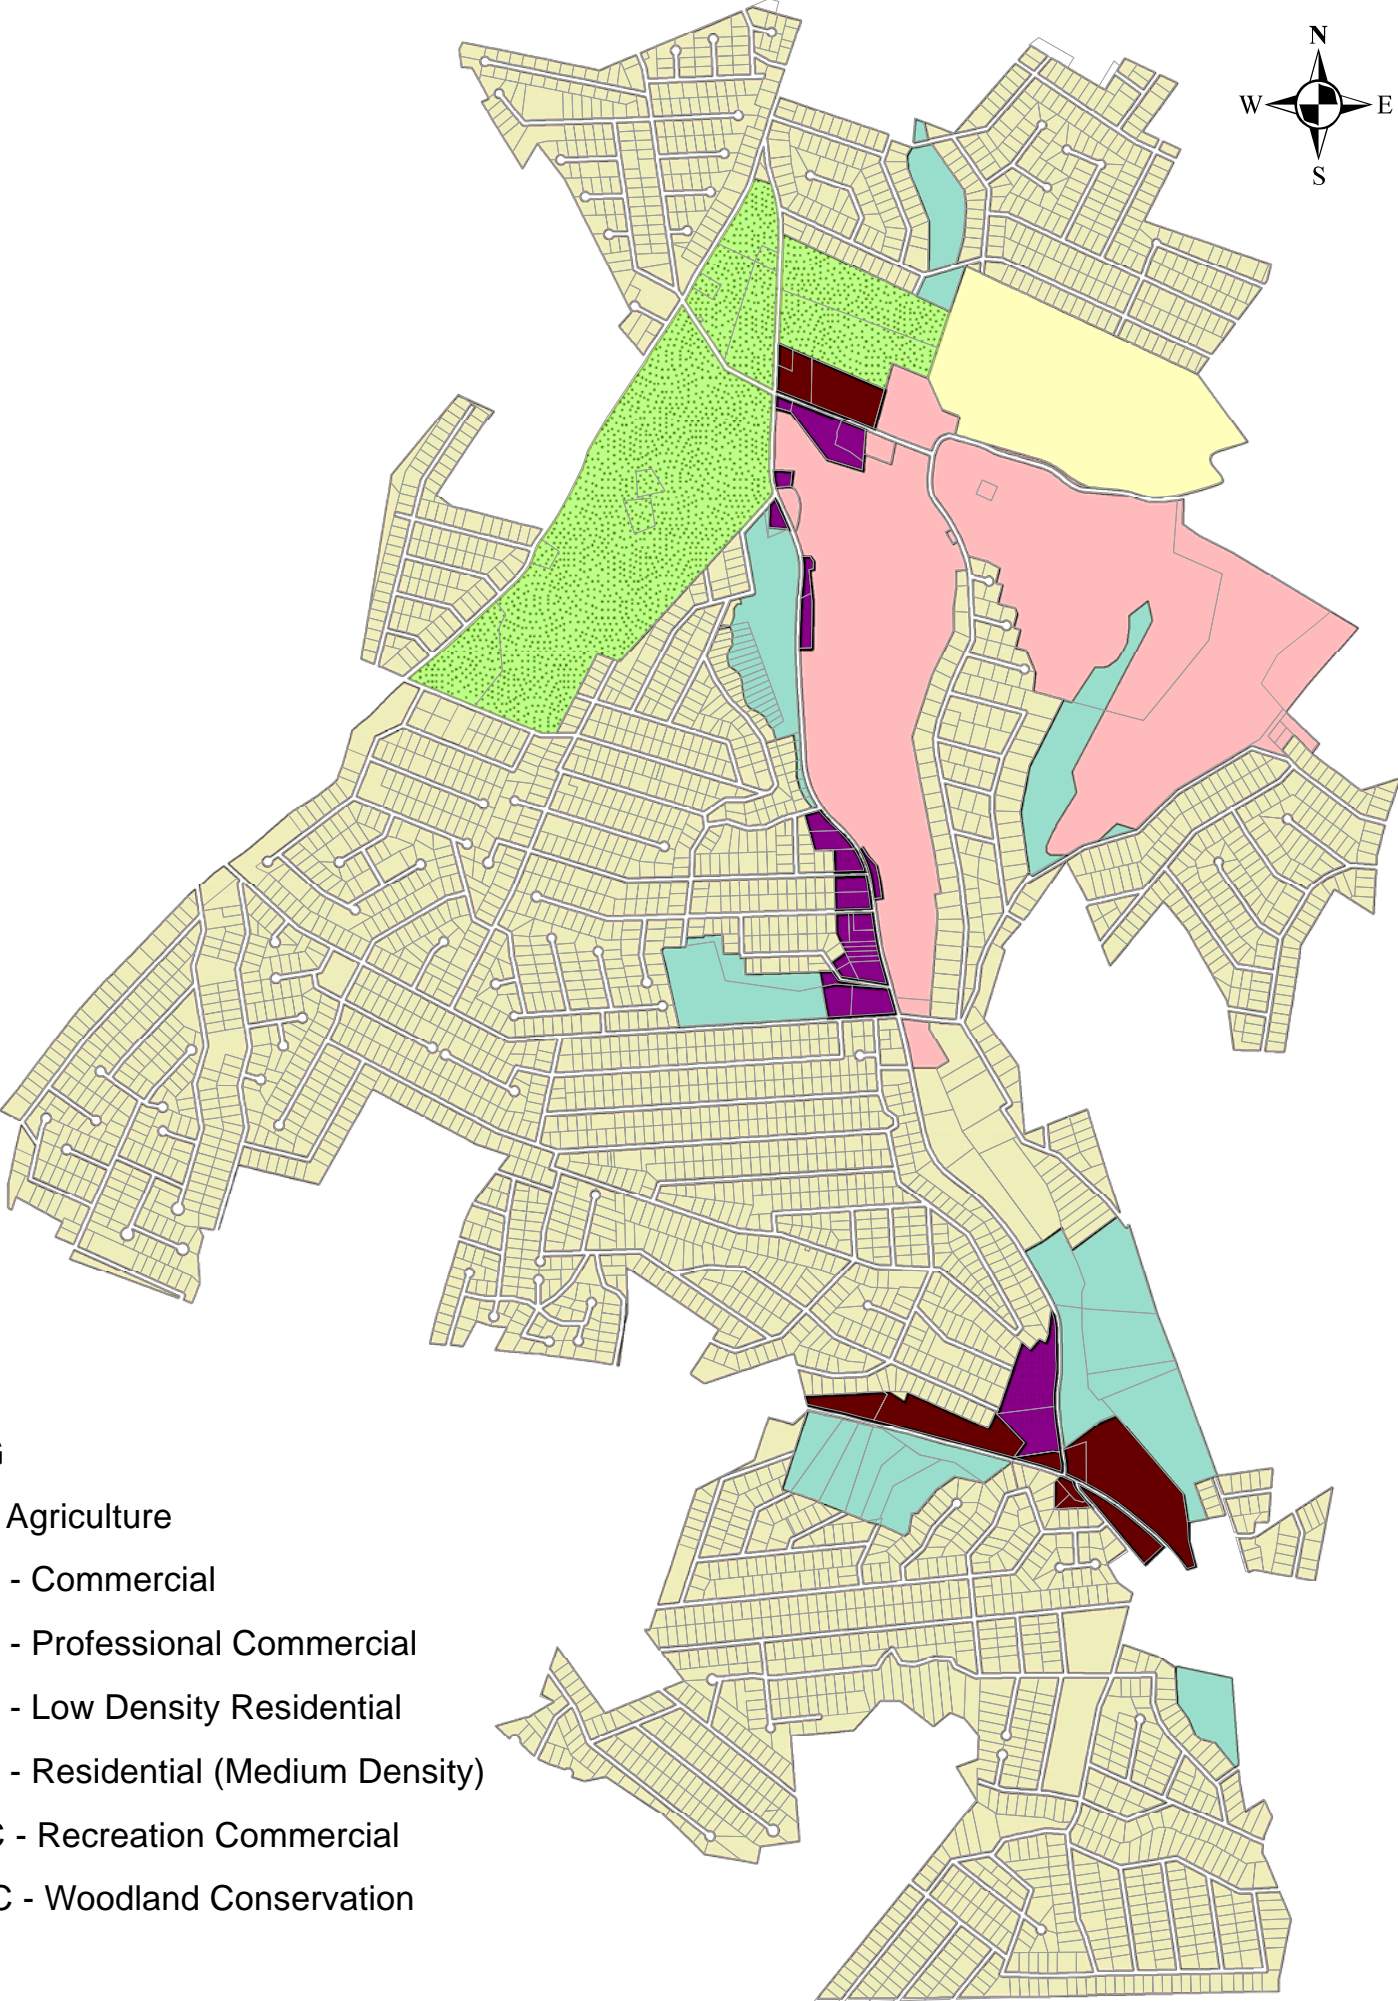 N
W E
S
G
Agriculture
- Commercial
- Professional Commercial
- Low Density Residential
- Residential (Medium Density)
C - Recreation Commercial
C - Woodland Conservation